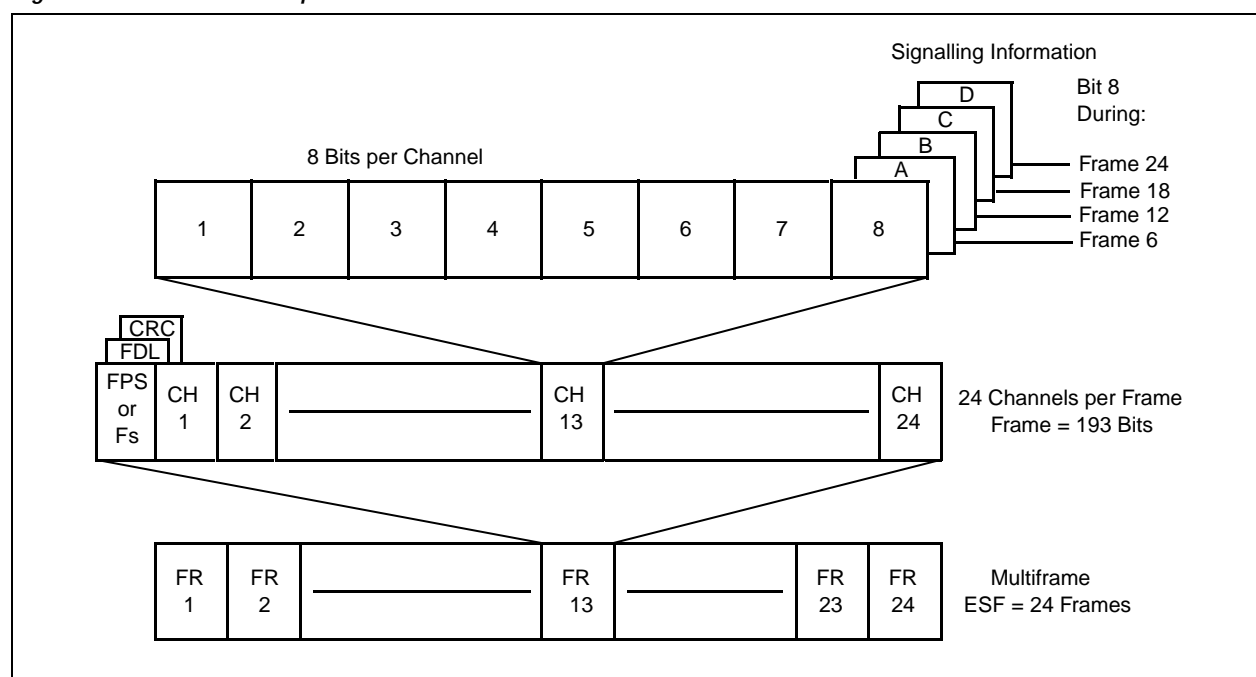 Signalling Information
Bit 8
During:
D
C
B
A
Frame 24
Frame 18
Frame 12
Frame 6
8 Bits per Channel
1 2 3 4 5 6 7 8
CRC
FDL
FPS
or
Fs
CH
1
CH
2
CH
13
CH
24
24 Channels per Frame
Frame = 193 Bits
FR
1
FR
2
FR
13
FR
23
FR
24
Multiframe
ESF = 24 Frames